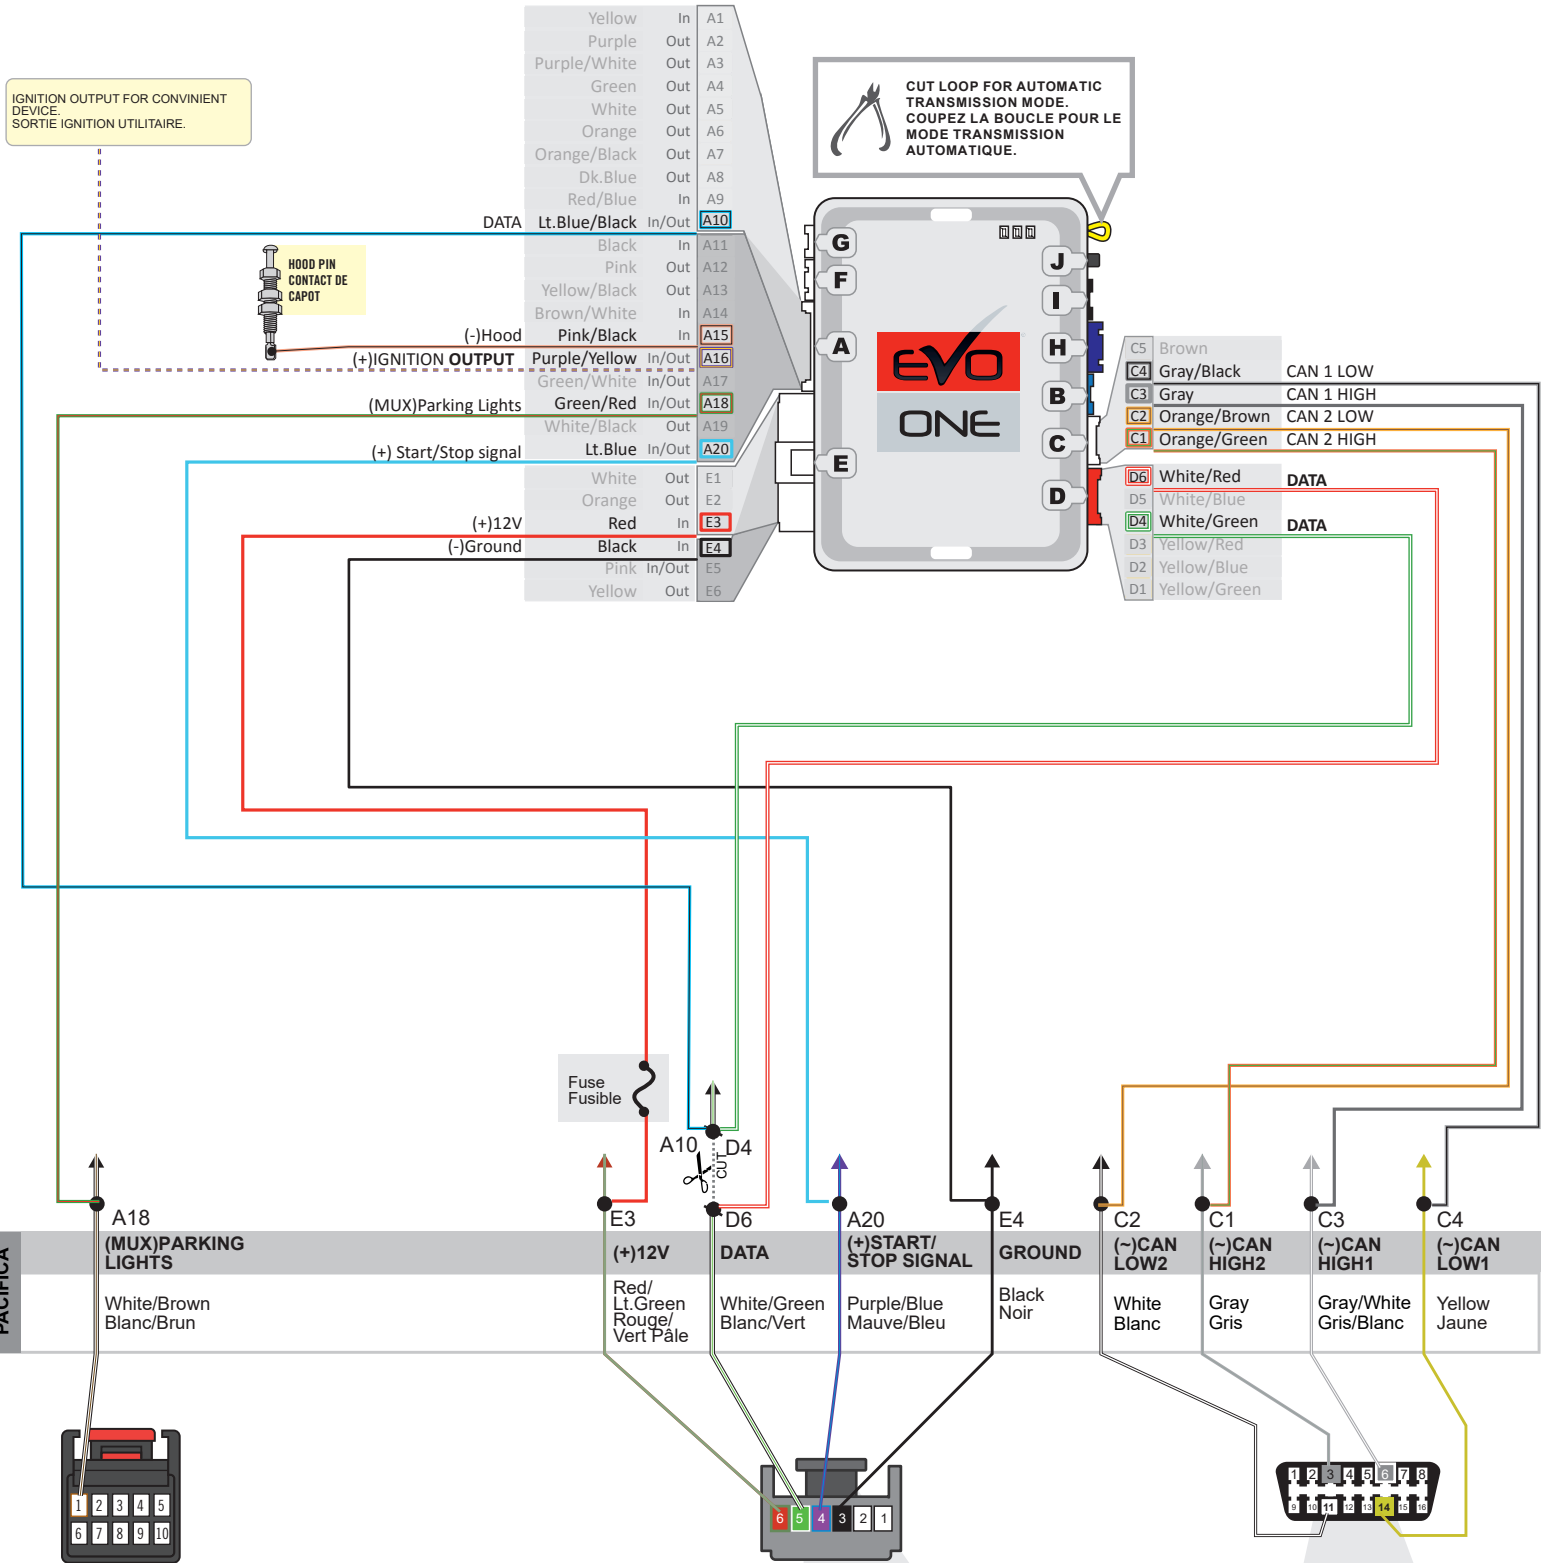 IGNITION OUTPUT FOR CONVINIENT
DEVICE.
SORTIE IGNITION UTILITAIRE.
HOOD PIN
CONTACT DE
CAPOT
Yellow In A1
Purple Out A2
Purple/White Out A3
Green Out A4
White Out A5
Orange Out A6
Orange/Black Out A7
Dk.Blue Out A8
Red/Blue In A9
DATA Lt.Blue/Black In/Out A10
Black In A11
Pink Out A12
Yellow/Black Out A13
Brown/White In A14
(-)Hood Pink/Black In A15
(+)IGNITION OUTPUT Purple/Yellow In/Out A16
Green/White In/Out A17
(MUX)Parking Lights Green/Red In/Out A18
White/Black Out A19
(+) Start/Stop signal Lt.Blue In/Out A20
White Out E1
Orange Out E2
(+)12V Red In E3
(-)Ground Black In E4
Pink In/Out E5
Yellow Out E6
CUT LOOP FOR AUTOMATIC
TRANSMISSION MODE.
COUPEZ LA BOUCLE POUR LE
MODE TRANSMISSION
AUTOMATIQUE.
G
F
A
E
J
I
H
B
C
D
EVO
ONE
C5 Brown
C4 Gray/Black CAN 1 LOW
C3 Gray CAN 1 HIGH
C2 Orange/Brown CAN 2 LOW
C1 Orange/Green CAN 2 HIGH
D6 White/Red DATA
D5 White/Blue
D4 White/Green DATA
D3 Yellow/Red
D2 Yellow/Blue
D1 Yellow/Green
Fuse
Fusible
A10 D4
CUT
A18 E3 D6 A20 E4 C2 C1 C3 C4
PACIFICA
(MUX)PARKING
LIGHTS
White/Brown
Blanc/Brun
(+)12V
Red/
Lt.Green
Rouge/
Vert Pâle
DATA
White/Green
Blanc/Vert
(+)START/
STOP SIGNAL
Purple/Blue
Mauve/Bleu
GROUND
Black
Noir
(~)CAN
LOW2
White
Blanc
(~)CAN
HIGH2
Gray
Gris
(~)CAN
HIGH1
Gray/White
Gris/Blanc
(~)CAN
LOW1
Yellow
Jaune
1 2 3 4 5
6 7 8 9 10
6 5 4 3 2 1
1 2 3 4 5 6 7 8
9 10 11 12 13 14 15 16